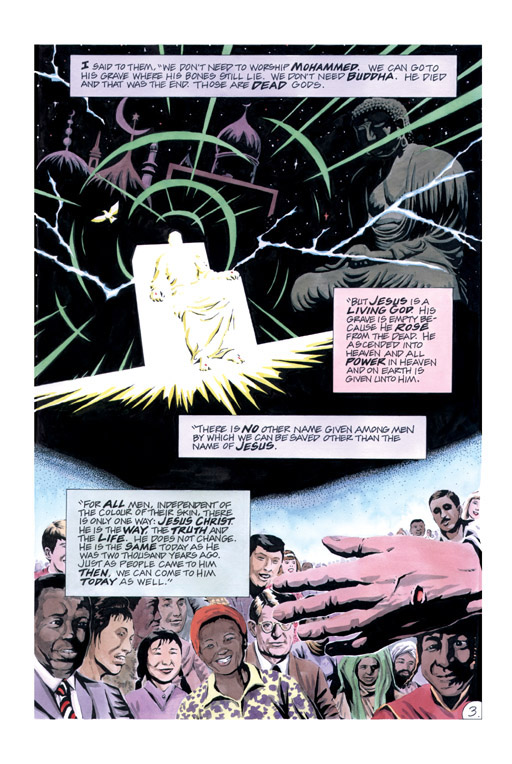 I SAID TO THEM, "WE DON'T NEED TO WORSHIP MOHAMMED. WE CAN GO TO
HIS GRAVE WHERE HIS BONES STILL LIE. WE DON'T NEED BUDDHA. HE DIED
AND THAT WAS THE END. THOSE ARE DEAD GODS.
"BUT JESUS IS A
LIVING GOD. HIS
GRAVE IS EMPTY BE-
CAUSE HE ROSE
FROM THE DEAD. HE
ASCENDED INTO
HEAVEN AND ALL
POWER IN HEAVEN
AND ON EARTH IS
GIVEN UNTO HIM.
"THERE IS NO OTHER NAME GIVEN AMONG MEN
BY WHICH WE CAN BE SAVED OTHER THAN THE
NAME OF JESUS.
"FOR ALL MEN, INDEPENDENT OF
THE COLOUR OF THEIR SKIN, THERE
IS ONLY ONE WAY: JESUS CHRIST.
HE IS THE WAY, THE TRUTH AND
THE LIFE. HE DOES NOT CHANGE.
HE IS THE SAME TODAY AS HE
WAS TWO THOUSAND YEARS AGO.
JUST AS PEOPLE CAME TO HIM
THEN, WE CAN COME TO HIM
TODAY AS WELL."
3.